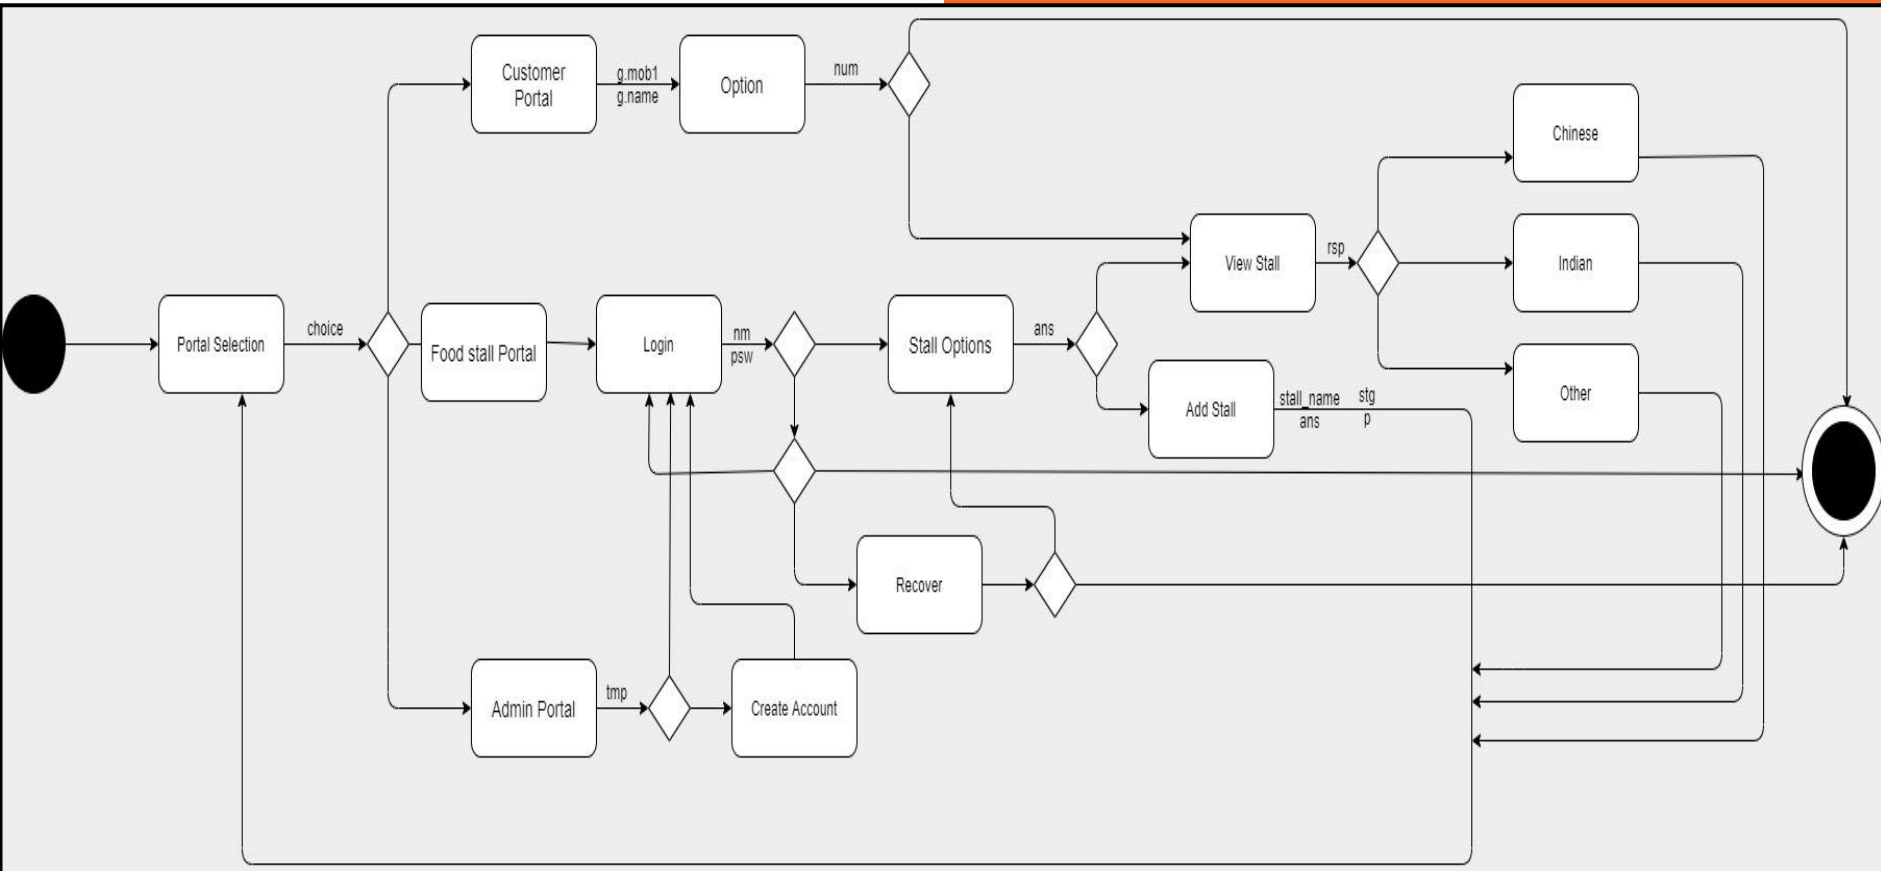 Customer
Portal
g.mob1
g.name
Option
num
Chinese
View Stall
rsp
Indian
Portal Selection
choice
Food stall Portal
Login
nm
psw
Stall Options
ans
Add Stall
stall_name
ans
stg
p
Other
Recover
Admin Portal
tmp
Create Account